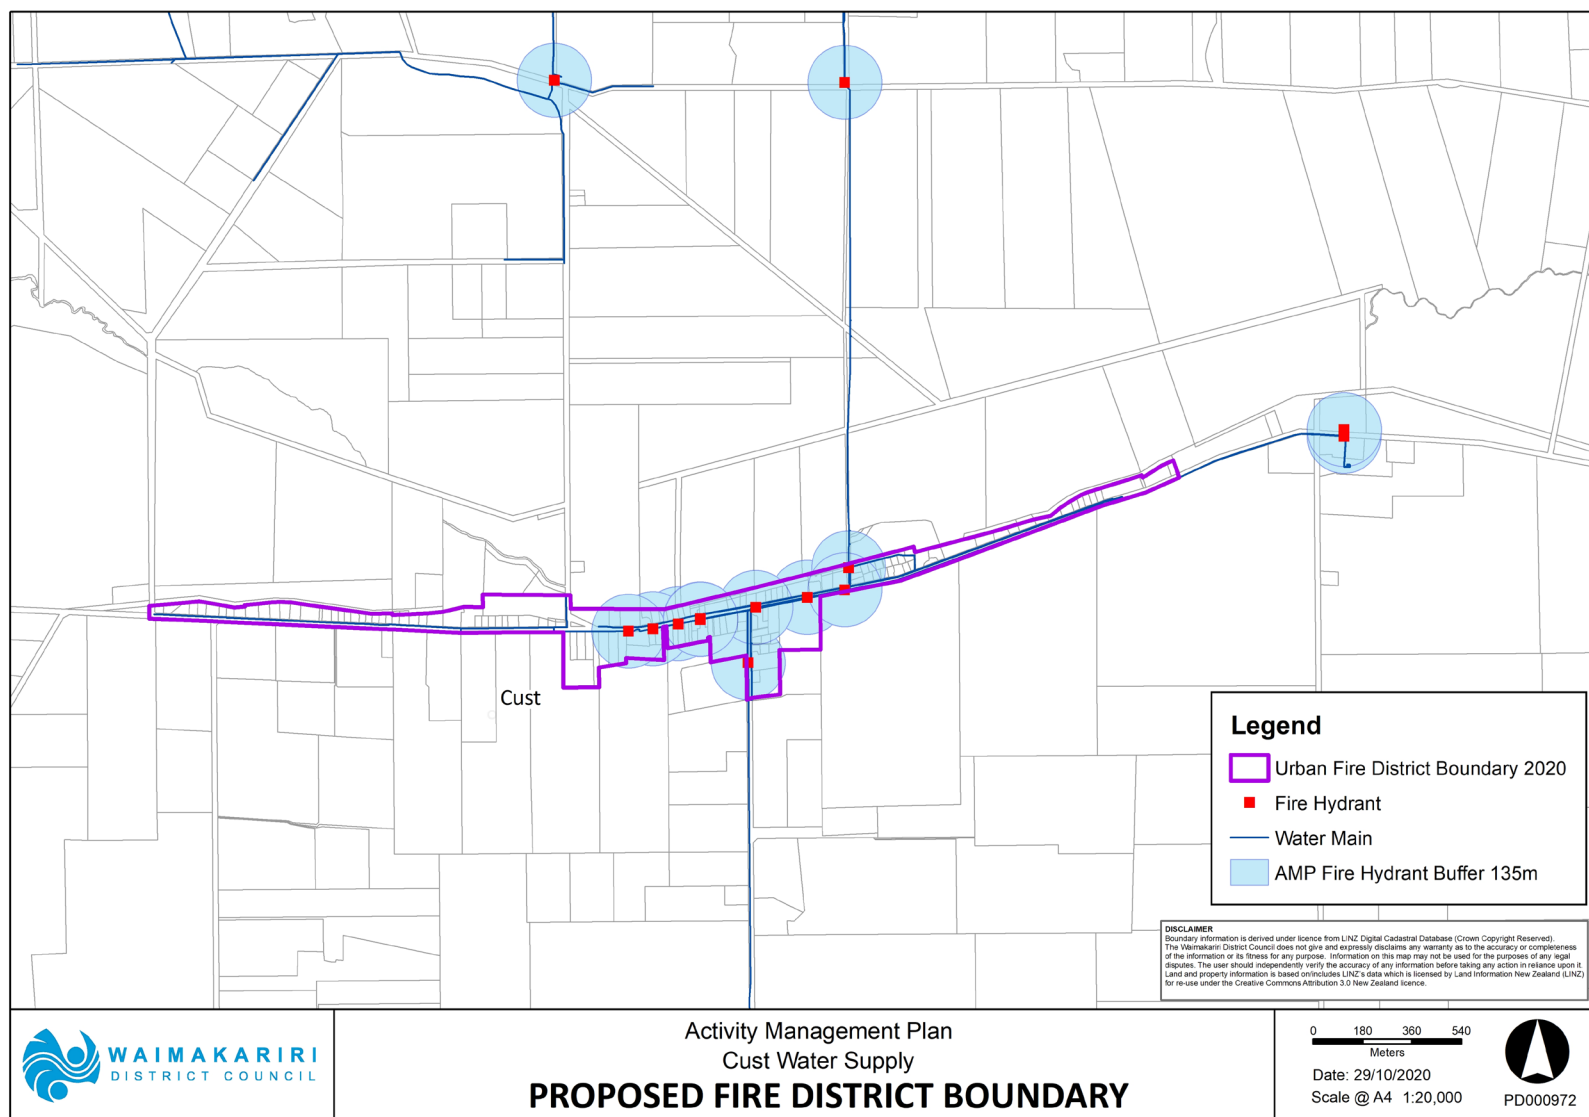 Cust
Legend
Urban Fire District Boundary 2020
Fire Hydrant
Water Main
AMP Fire Hydrant Buffer 135m
DISCLAIMER
Boundary information is derived under licence from LINZ Digital Cadastral Database (Crown Copyright Reserved).
The Waimakariri District Council does not give and expressly disclaims any warranty as to the accuracy or completeness
of the information or its fitness for any purpose. Information on this map may not be used for the purposes of any legal
disputes. The user should independently verify the accuracy of any information before taking any action in reliance upon it.
Land and property information is based on/includes LINZ's data which is licensed by Land Information New Zealand (LINZ)
for re-use under the Creative Commons Attribution 3.0 New Zealand licence.
WAIMAKARIRI
DISTRICT COUNCIL
Activity Management Plan
Cust Water Supply
PROPOSED FIRE DISTRICT BOUNDARY
0 180 360 540
Meters
Date: 29/10/2020
Scale @ A4 1:20,000
PD000972